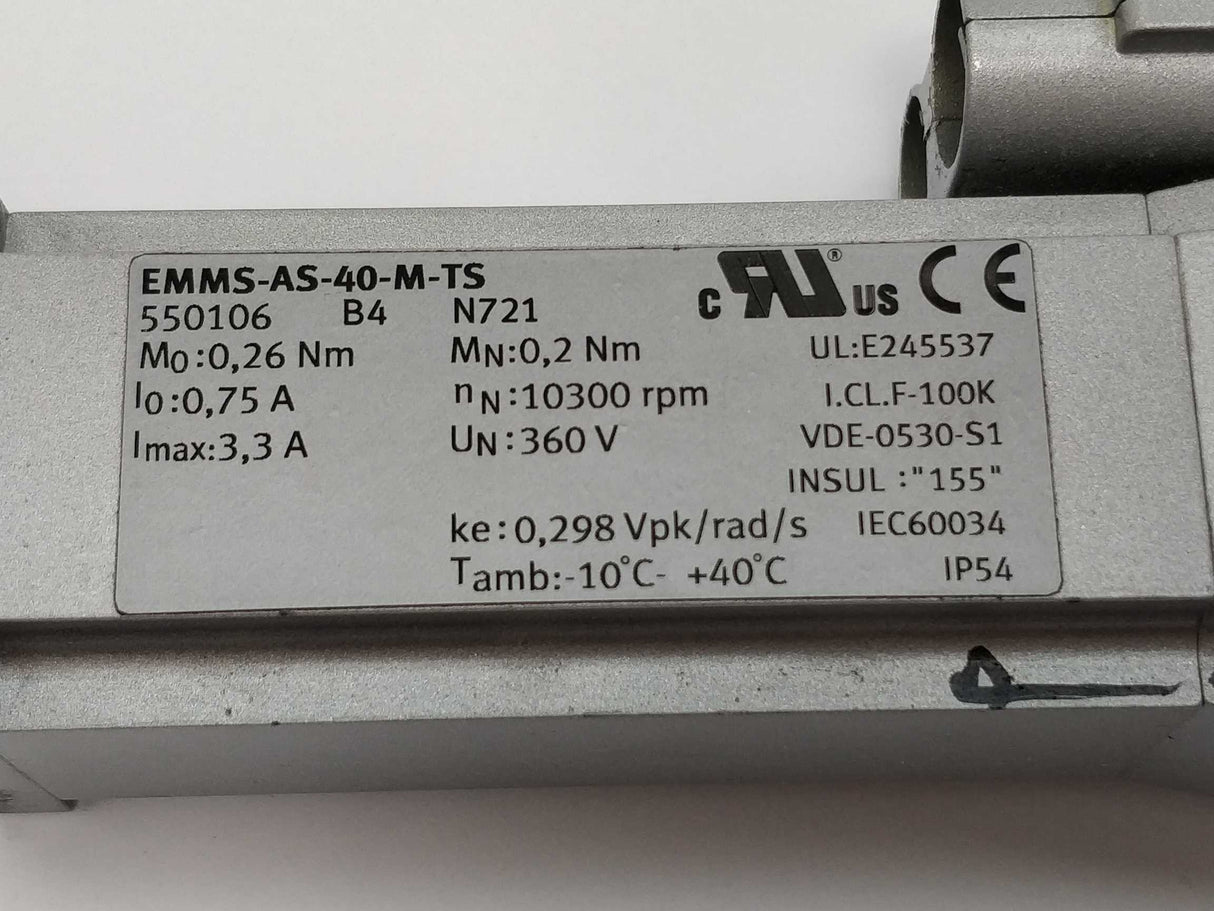 EMMS-AS-40-M-TS
550106 B4 N721
M0:0,26 Nm MN:0,2 Nm UL:E245537
I0:0,75 A nN:10300 rpm I.CL.F-100K
Imax:3,3 A UN:360 V VDE-0530-S1
INSUL :"155"
ke:0,298 Vpk/rad/s IEC60034
Tamb:-10°C- +40°C IP54
c RU® US CE